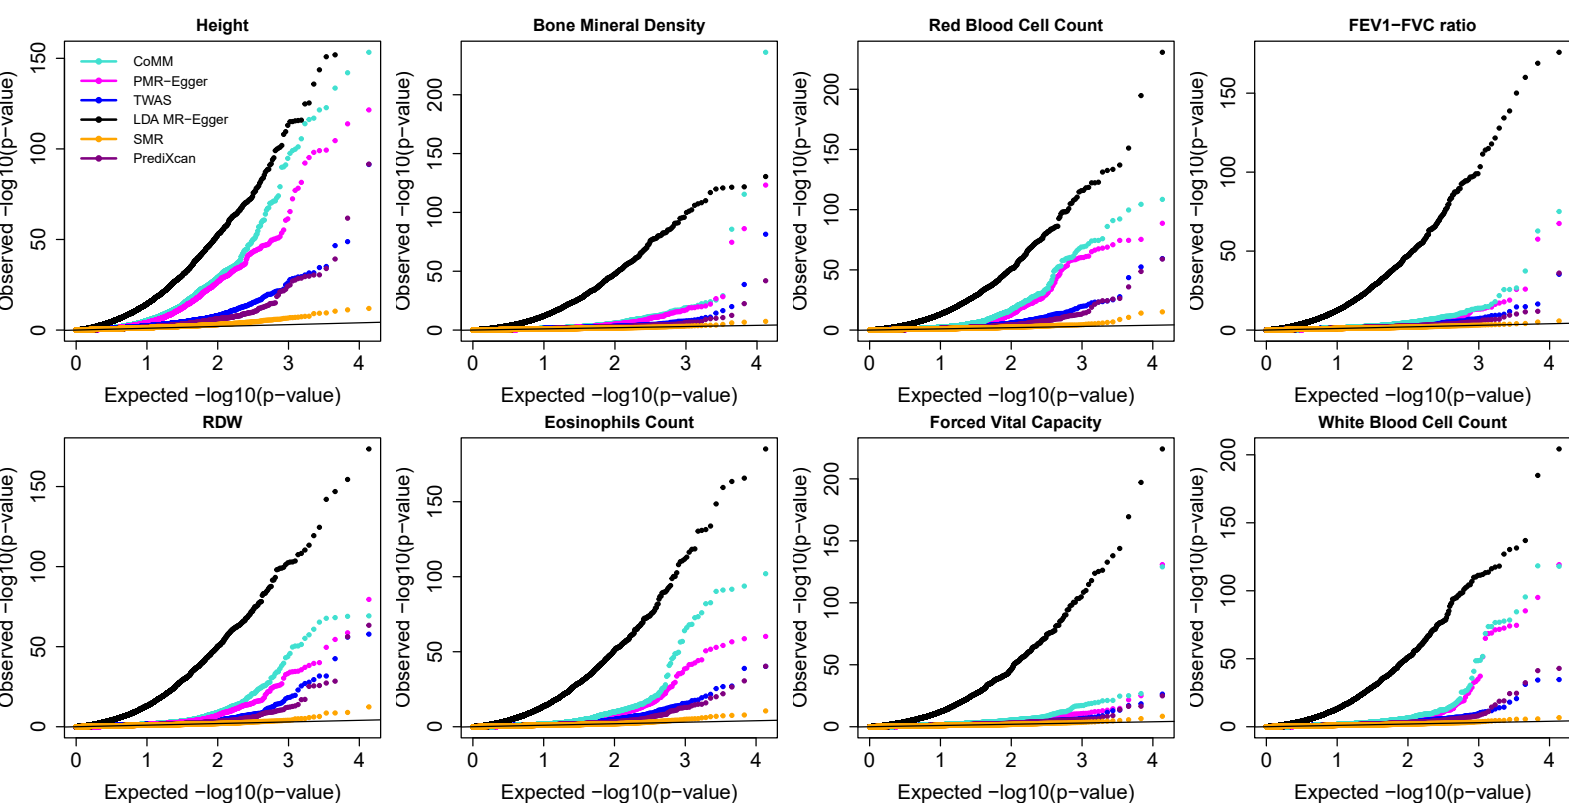 Height
Observed −log10(p−value)
0 50 100 150
CoMM
PMR−Egger
TWAS
LDA MR−Egger
SMR
PrediXcan
0 1 2 3 4
Expected −log10(p−value)
Bone Mineral Density
Observed −log10(p−value)
0 50 100 150 200
0 1 2 3 4
Expected −log10(p−value)
Red Blood Cell Count
Observed −log10(p−value)
0 50 100 150 200
0 1 2 3 4
Expected −log10(p−value)
FEV1−FVC ratio
Observed −log10(p−value)
0 50 100 150
0 1 2 3 4
Expected −log10(p−value)
RDW
Observed −log10(p−value)
0 50 100 150
0 1 2 3 4
Expected −log10(p−value)
Eosinophils Count
Observed −log10(p−value)
0 50 100 150
0 1 2 3 4
Expected −log10(p−value)
Forced Vital Capacity
Observed −log10(p−value)
0 50 100 150 200
0 1 2 3 4
Expected −log10(p−value)
White Blood Cell Count
Observed −log10(p−value)
0 50 100 150 200
0 1 2 3 4
Expected −log10(p−value)